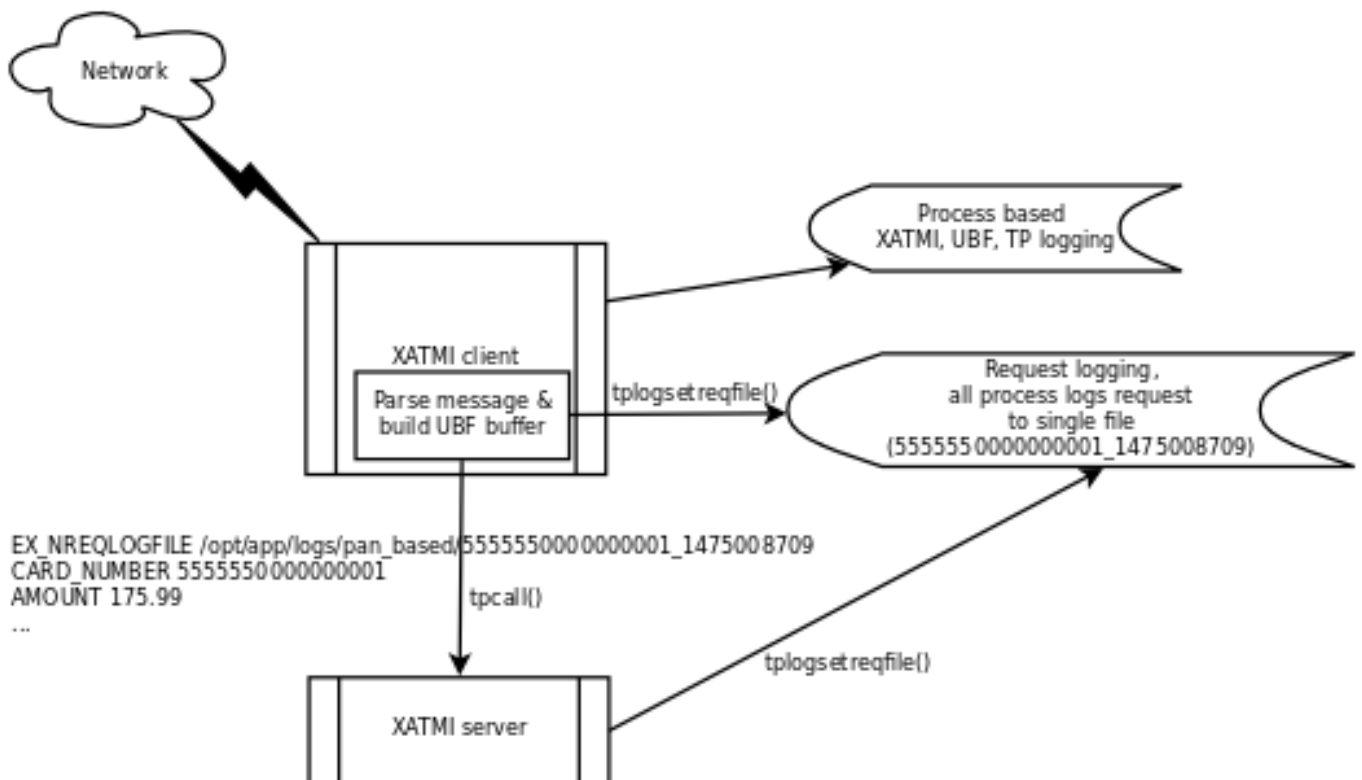 Network
Process based
XATMI, UBF, TP logging
XATMI client
Parse message &
build UBF buffer
tplogsetreqfile()
Request logging,
all process logs request
to single file
(5555550000000001_1475008709)
EX_NREQLOGFILE /opt/app/logs/pan_based/5555550000000001_1475008709
CARD_NUMBER 5555550000000001
AMOUNT 175.99
...
tpcall()
tplogsetreqfile()
XATMI server